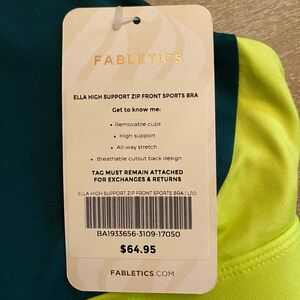 FABLETICS
ELLA HIGH SUPPORT ZIP FRONT SPORTS BRA
Get to know me:
• Removable cups
• High support
• All-way stretch
• Breathable cutout back design
TAG MUST REMAIN ATTACHED
FOR EXCHANGES & RETURNS
ELLA HIGH SUPPORT ZIP FRONT SPORTS BRA | L/10
BA1933656-3109-17050
$64.95
FABLETICS.COM